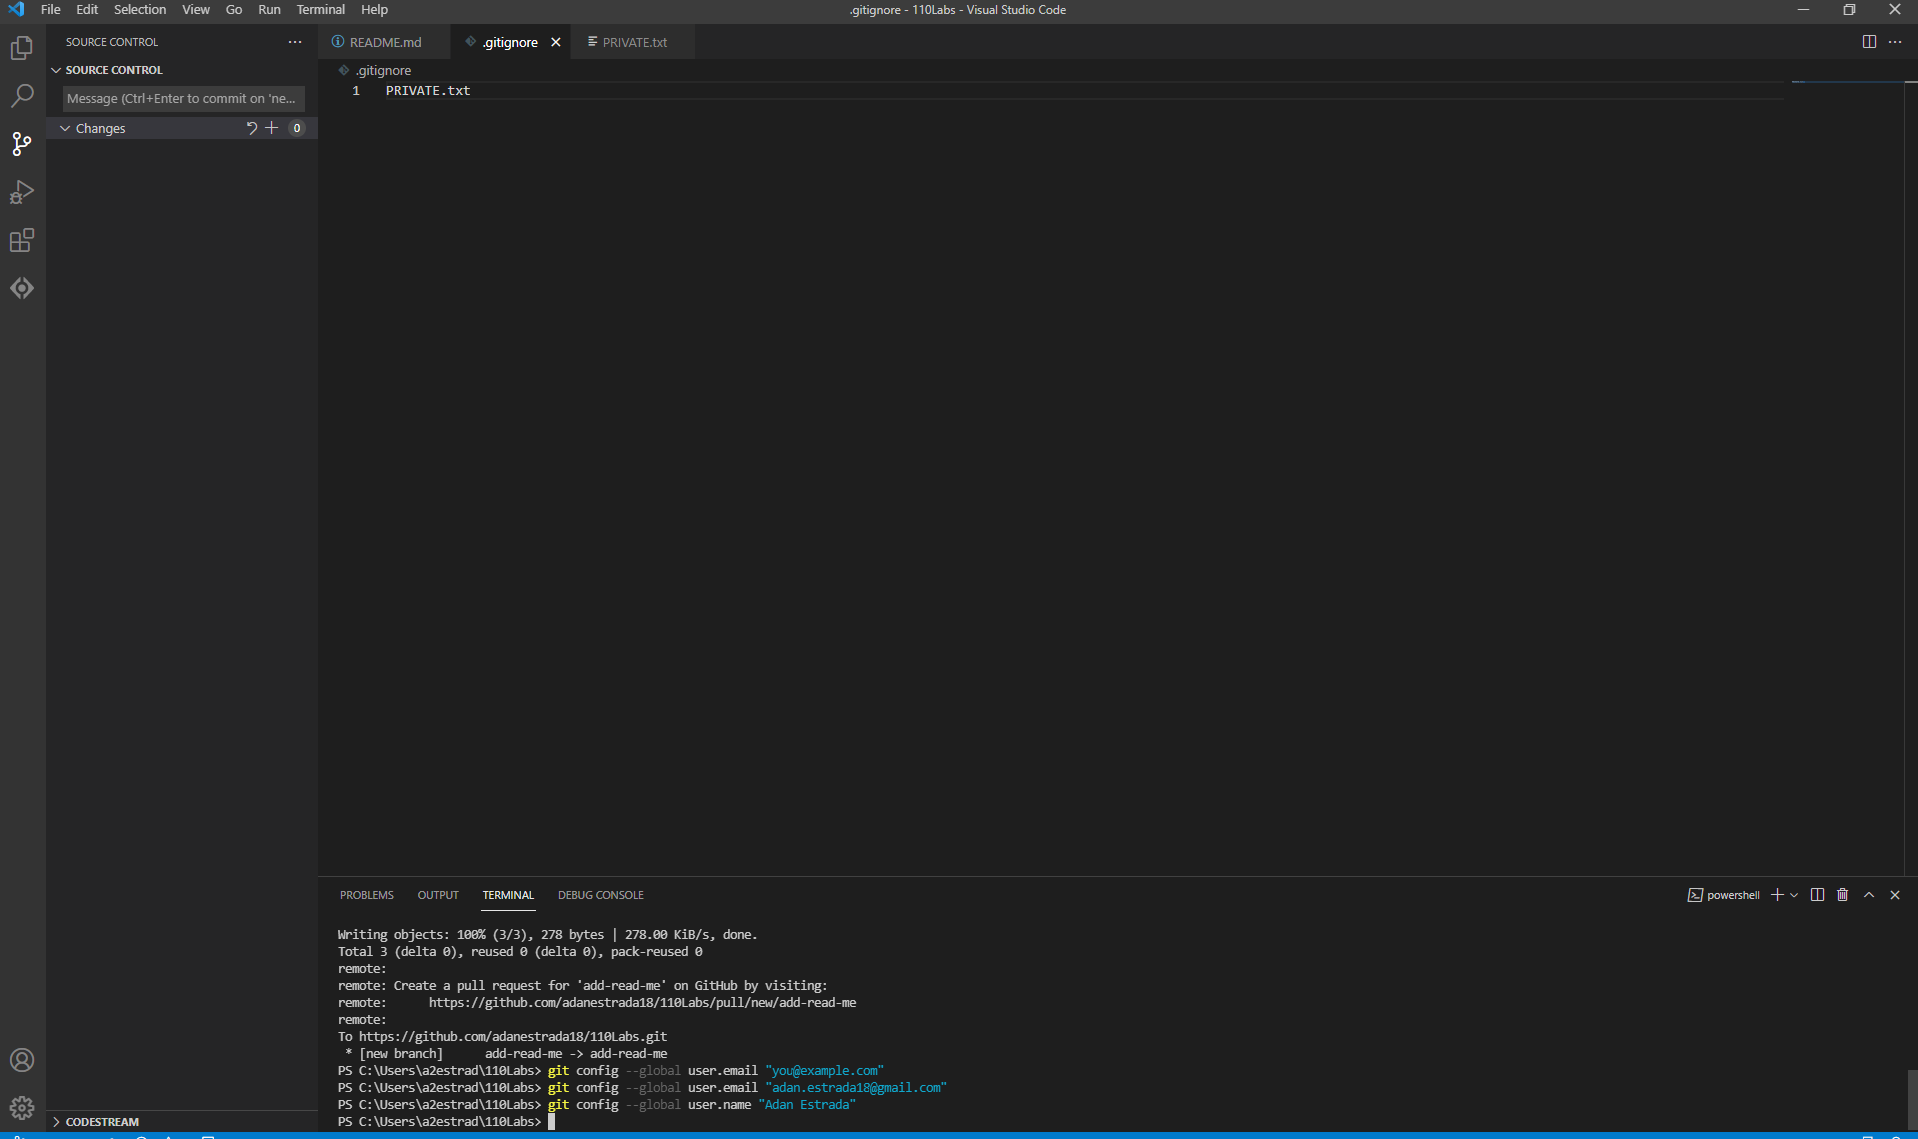 File Edit Selection View Go Run Terminal Help
.gitignore - 110Labs - Visual Studio Code
SOURCE CONTROL
SOURCE CONTROL
Message (Ctrl+Enter to commit on 'ne...
Changes 0
CODESTREAM
README.md .gitignore PRIVATE.txt
.gitignore
1 PRIVATE.txt
PROBLEMS OUTPUT TERMINAL DEBUG CONSOLE
powershell
Writing objects: 100% (3/3), 278 bytes | 278.00 KiB/s, done.
Total 3 (delta 0), reused 0 (delta 0), pack-reused 0
remote:
remote: Create a pull request for 'add-read-me' on GitHub by visiting:
remote:      https://github.com/adanestrada18/110Labs/pull/new/add-read-me
remote:
To https://github.com/adanestrada18/110Labs.git
 * [new branch]      add-read-me -> add-read-me
PS C:\Users\a2estrad\110Labs> git config --global user.email "you@example.com"
PS C:\Users\a2estrad\110Labs> git config --global user.email "adan.estrada18@gmail.com"
PS C:\Users\a2estrad\110Labs> git config --global user.name "Adan Estrada"
PS C:\Users\a2estrad\110Labs>